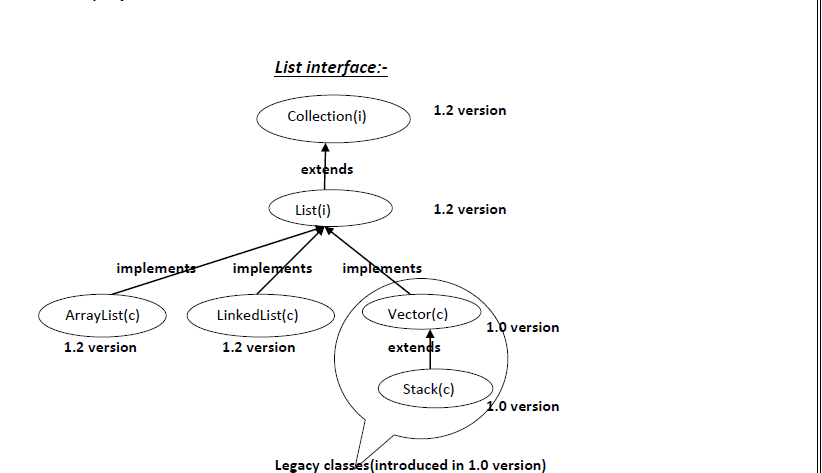 List interface:-
Collection(i)
1.2 version
extends
List(i)
1.2 version
implements implements implements
ArrayList(c) LinkedList(c) Vector(c)
1.0 version
1.2 version 1.2 version extends
Stack(c)
1.0 version
Legacy classes(introduced in 1.0 version)